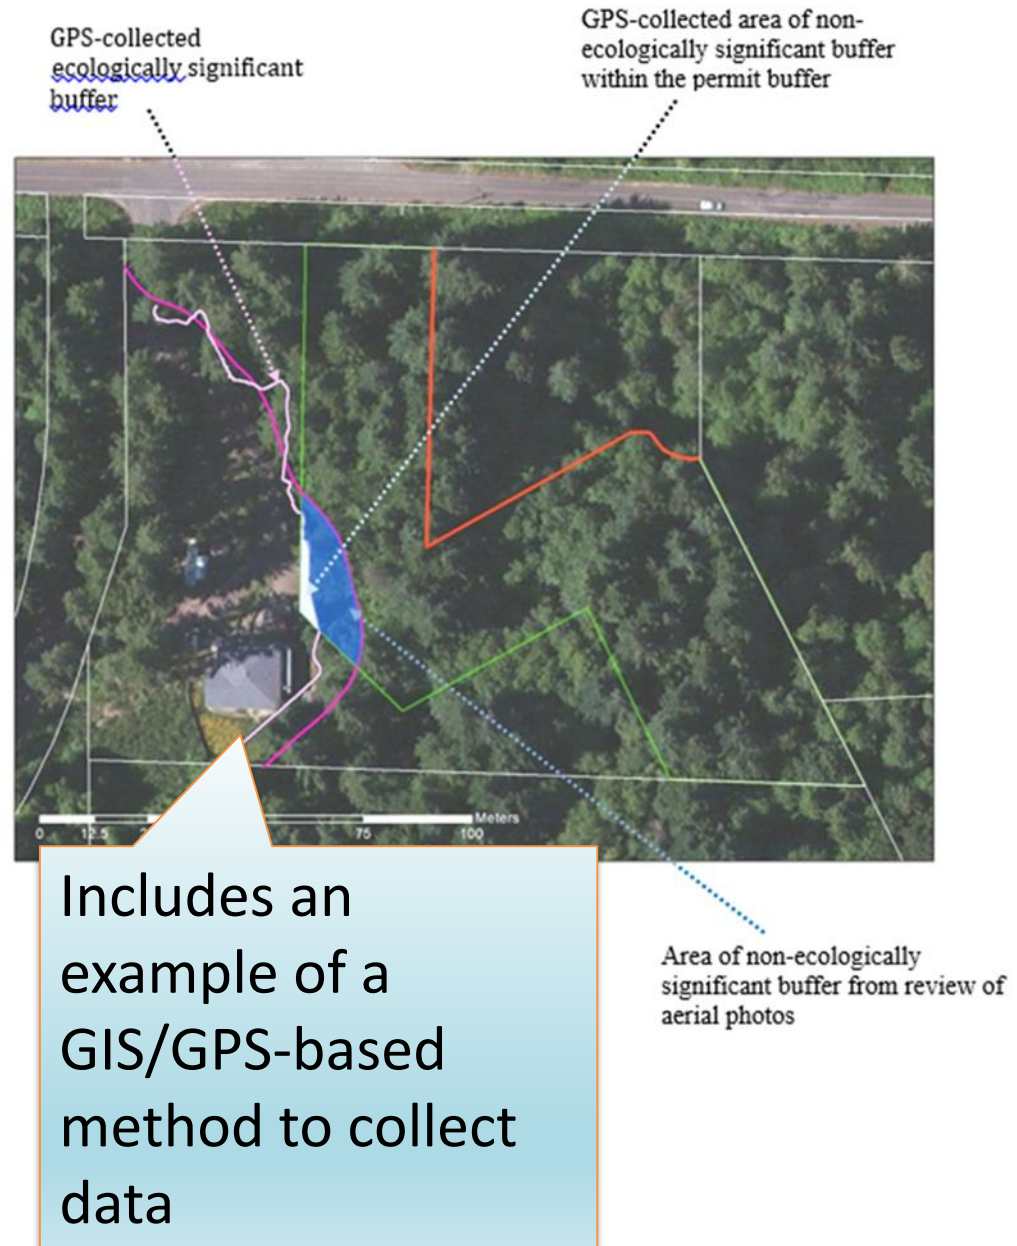 GPS-collected
ecologically significant
buffer
GPS-collected area of non-
ecologically significant buffer
within the permit buffer
Meters
0 12.5 75 100
Includes an
example of a
GIS/GPS-based
method to collect
data
Area of non-ecologically
significant buffer from review of
aerial photos